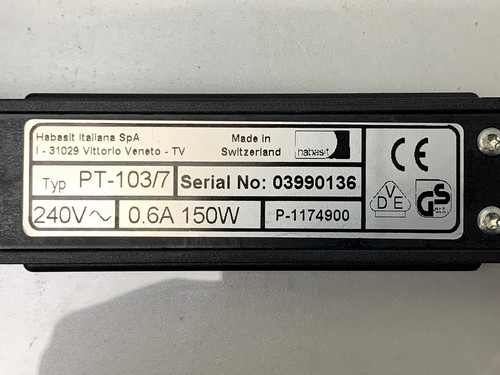 Habasit Italiana SpA
I - 31029 Vittorio Veneto - TV
Made in
Switzerland
habasit
Typ PT-103/7
Serial No: 03990136
240V~
0.6A 150W
P-1174900
CE
VDE
GS